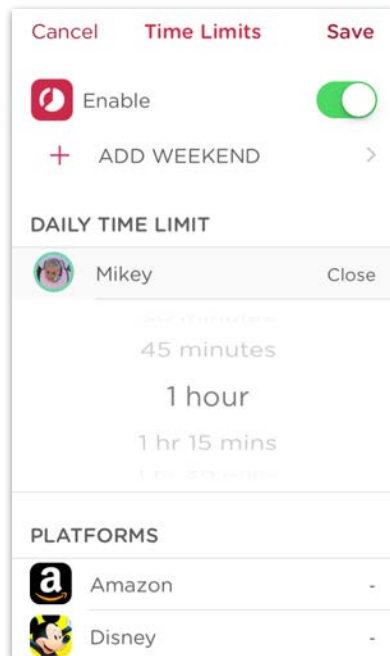 Cancel Time Limits Save
Enable
+ ADD WEEKEND >
DAILY TIME LIMIT
Mikey Close
45 minutes
1 hour
1 hr 15 mins
PLATFORMS
a Amazon -
Disney -